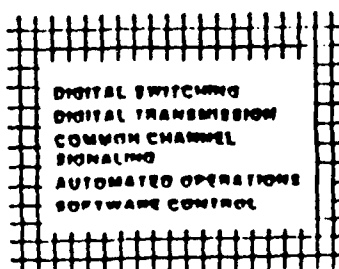 DIGITAL SWITCHING
DIGITAL TRANSMISSION
COMMON CHANNEL
SIGNALING
AUTOMATED OPERATIONS
SOFTWARE CONTROL